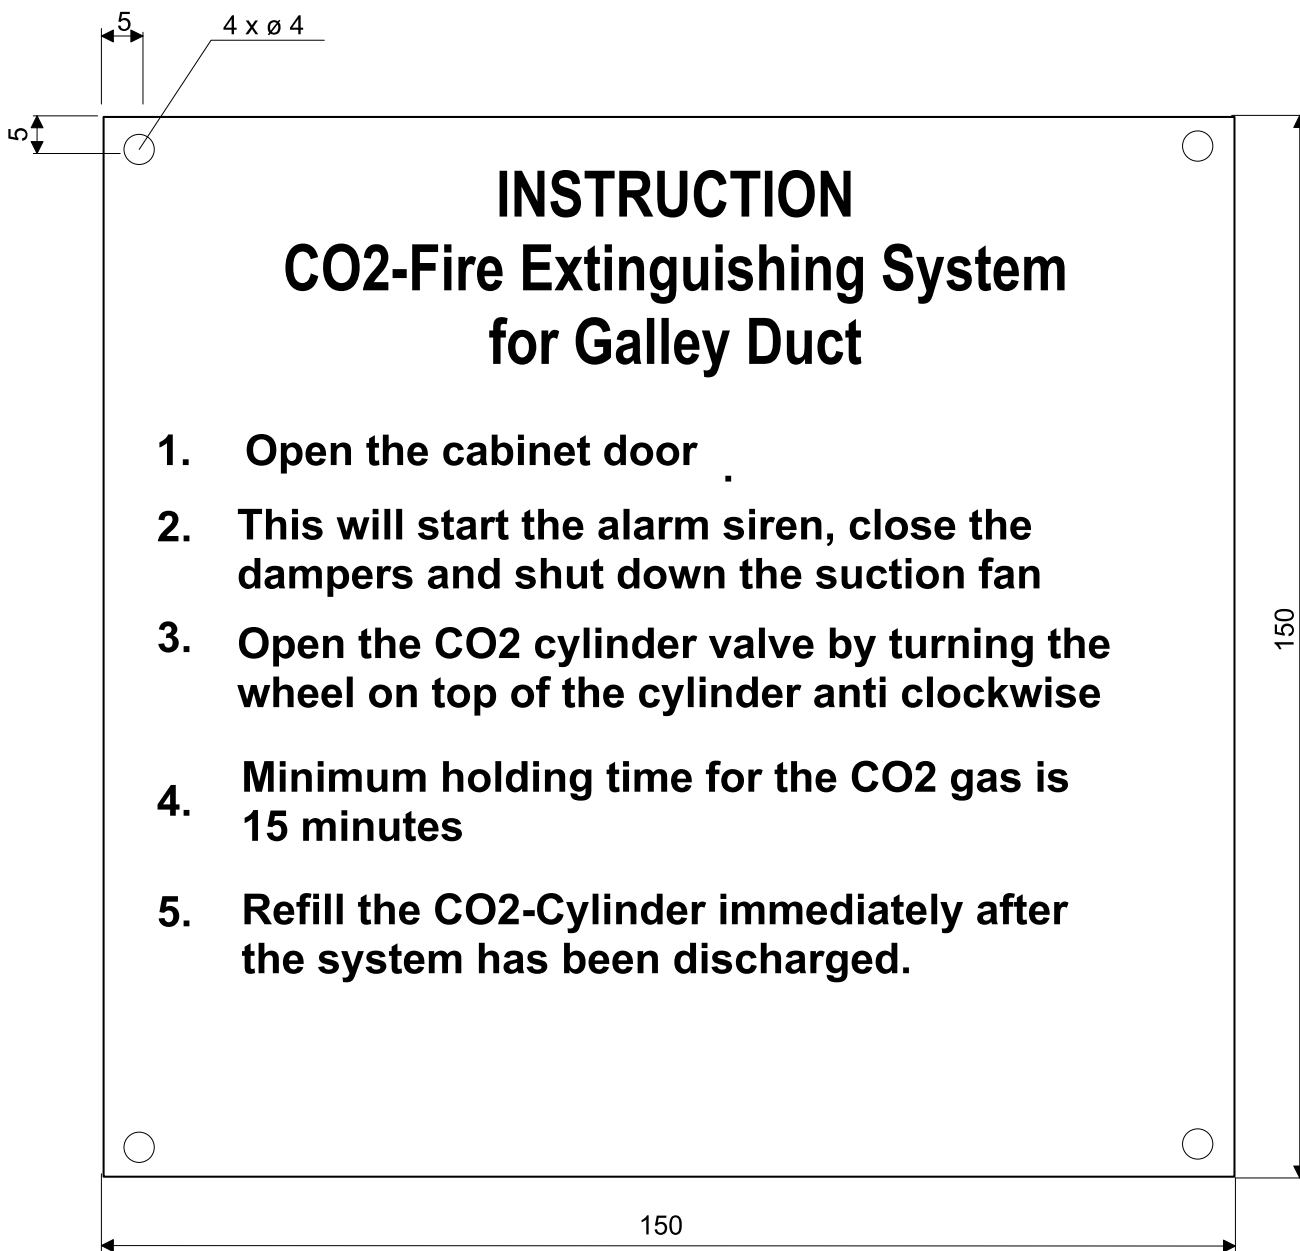 5
4 x ø 4
5
INSTRUCTION
CO2-Fire Extinguishing System
for Galley Duct
1. Open the cabinet door .
2. This will start the alarm siren, close the
dampers and shut down the suction fan
3. Open the CO2 cylinder valve by turning the
wheel on top of the cylinder anti clockwise
150
4. Minimum holding time for the CO2 gas is
15 minutes
5. Refill the CO2-Cylinder immediately after
the system has been discharged.
150